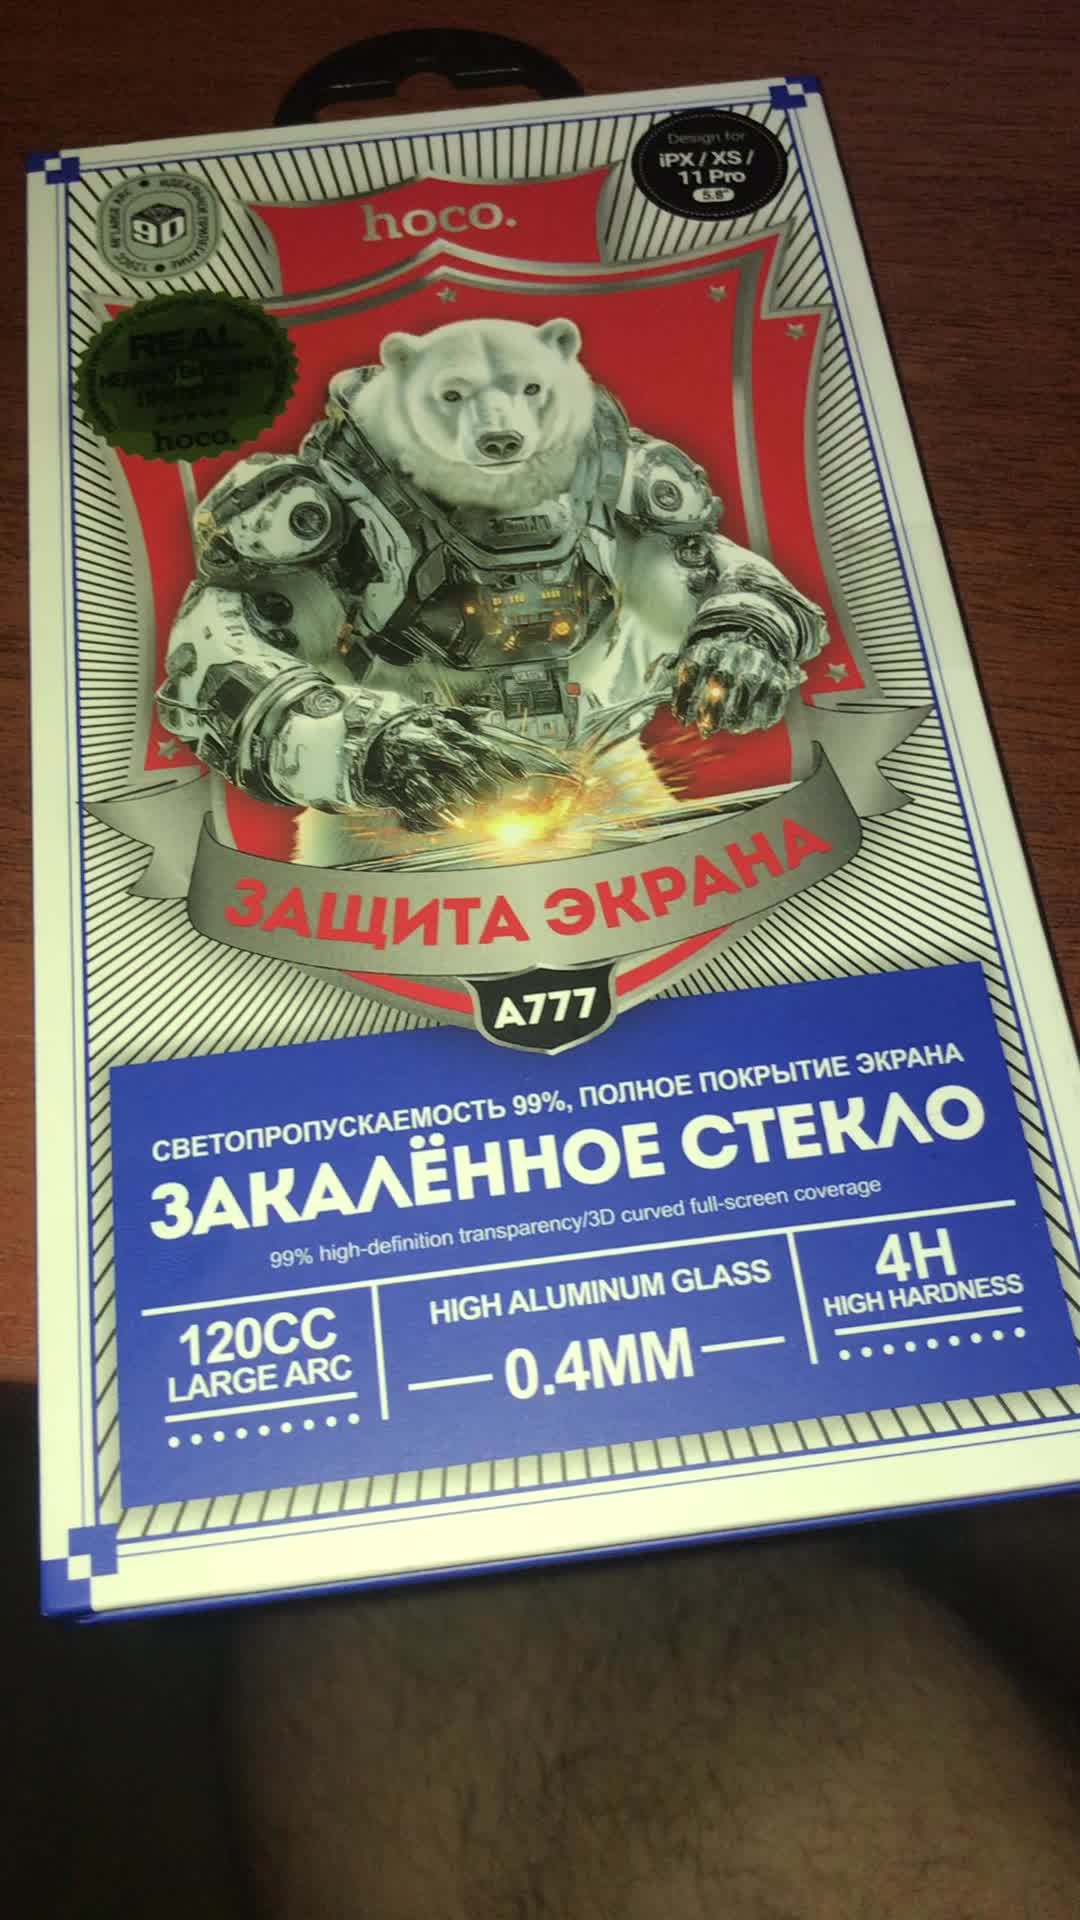 Design for
iPX / XS /
11 Pro
5.8"
hoco.
9D
REAL
hoco.
ЗАЩИТА ЭКРАНА
A777
СВЕТОПРОПУСКАЕМОСТЬ 99%, ПОЛНОЕ ПОКРЫТИЕ ЭКРАНА
ЗАКАЛЁННОЕ СТЕКЛО
99% high-definition transparency/3D curved full-screen coverage
120CC
LARGE ARC
HIGH ALUMINUM GLASS
0.4MM
4H
HIGH HARDNESS